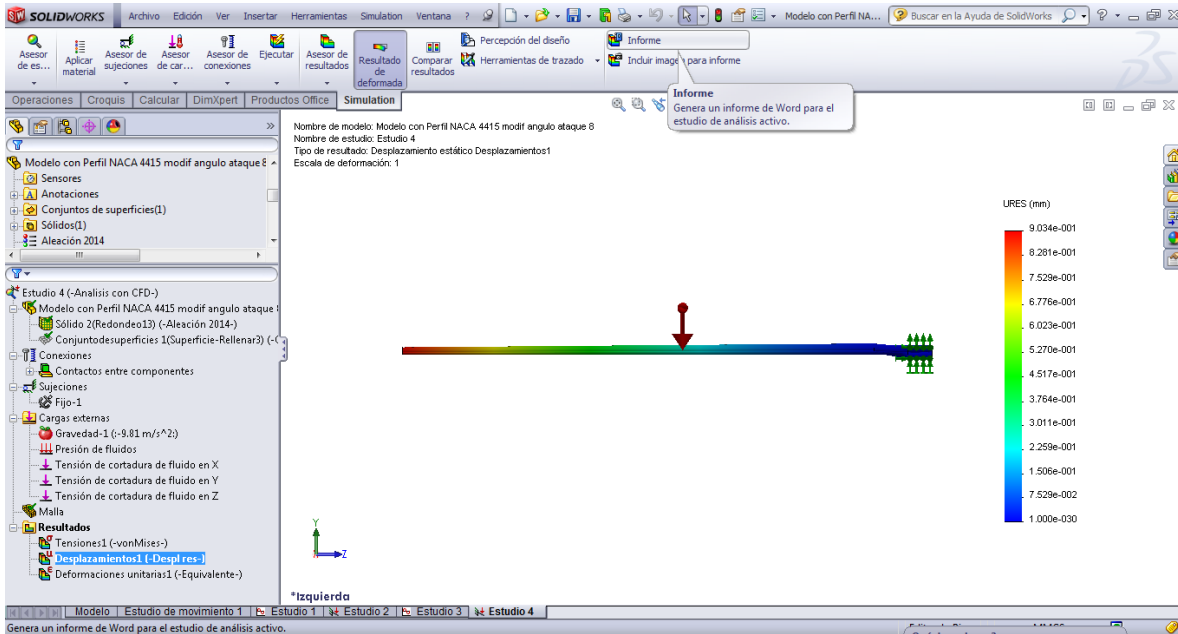 SOLIDWORKS Archivo Edición Ver Insertar Herramientas Simulation Ventana ? Modelo con Perfil NA... Buscar en la Ayuda de SolidWorks ?
Asesor de es...
Aplicar material
Asesor de sujeciones
Asesor de car...
Asesor de conexiones
Ejecutar
Asesor de resultados
Resultado de deformada
Comparar resultados
Percepción del diseño
Herramientas de trazado
Informe
Incluir imagen para informe
Operaciones Croquis Calcular DimXpert Productos Office Simulation
Informe
Genera un informe de Word para el
estudio de análisis activo.
Modelo con Perfil NACA 4415 modif angulo ataque 8
Sensores
Anotaciones
Conjuntos de superficies(1)
Sólidos(1)
Aleación 2014
Estudio 4 (-Analisis con CFD-)
Modelo con Perfil NACA 4415 modif angulo ataque
Sólido 2(Redondeo13) (-Aleación 2014-)
Conjuntodesuperficies 1(Superficie-Rellenar3) (-
Conexiones
Contactos entre componentes
Sujeciones
Fijo-1
Cargas externas
Gravedad-1 (:-9.81 m/s^2:)
Presión de fluidos
Tensión de cortadura de fluido en X
Tensión de cortadura de fluido en Y
Tensión de cortadura de fluido en Z
Malla
Resultados
Tensiones1 (-vonMises-)
Desplazamientos1 (-Despl res-)
Deformaciones unitarias1 (-Equivalente-)
Nombre de modelo: Modelo con Perfil NACA 4415 modif angulo ataque 8
Nombre de estudio: Estudio 4
Tipo de resultado: Desplazamiento estático Desplazamientos1
Escala de deformación: 1
URES (mm)
9.034e-001
8.281e-001
7.529e-001
6.776e-001
6.023e-001
5.270e-001
4.517e-001
3.764e-001
3.011e-001
2.259e-001
1.506e-001
7.529e-002
1.000e-030
Y
Z
*Izquierda
Modelo Estudio de movimiento 1 Estudio 1 Estudio 2 Estudio 3 Estudio 4
Genera un informe de Word para el estudio de análisis activo.